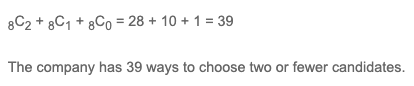 ₈C₂ + ₈C₁ + ₈C₀ = 28 + 10 + 1 = 39
The company has 39 ways to choose two or fewer candidates.